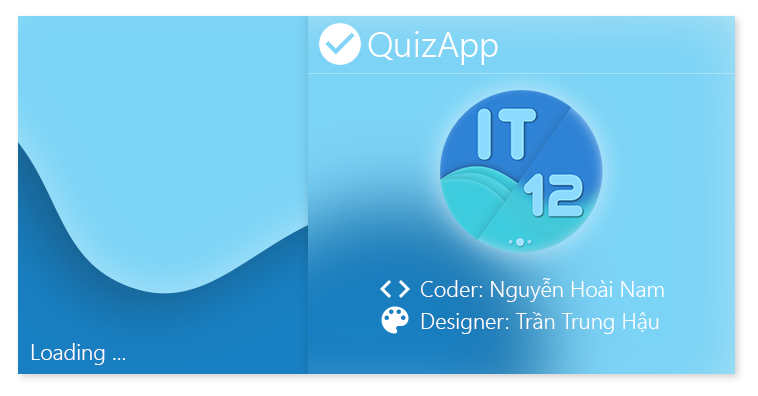 QuizApp
IT
12
Coder: Nguyễn Hoài Nam
Designer: Trần Trung Hậu
Loading ...